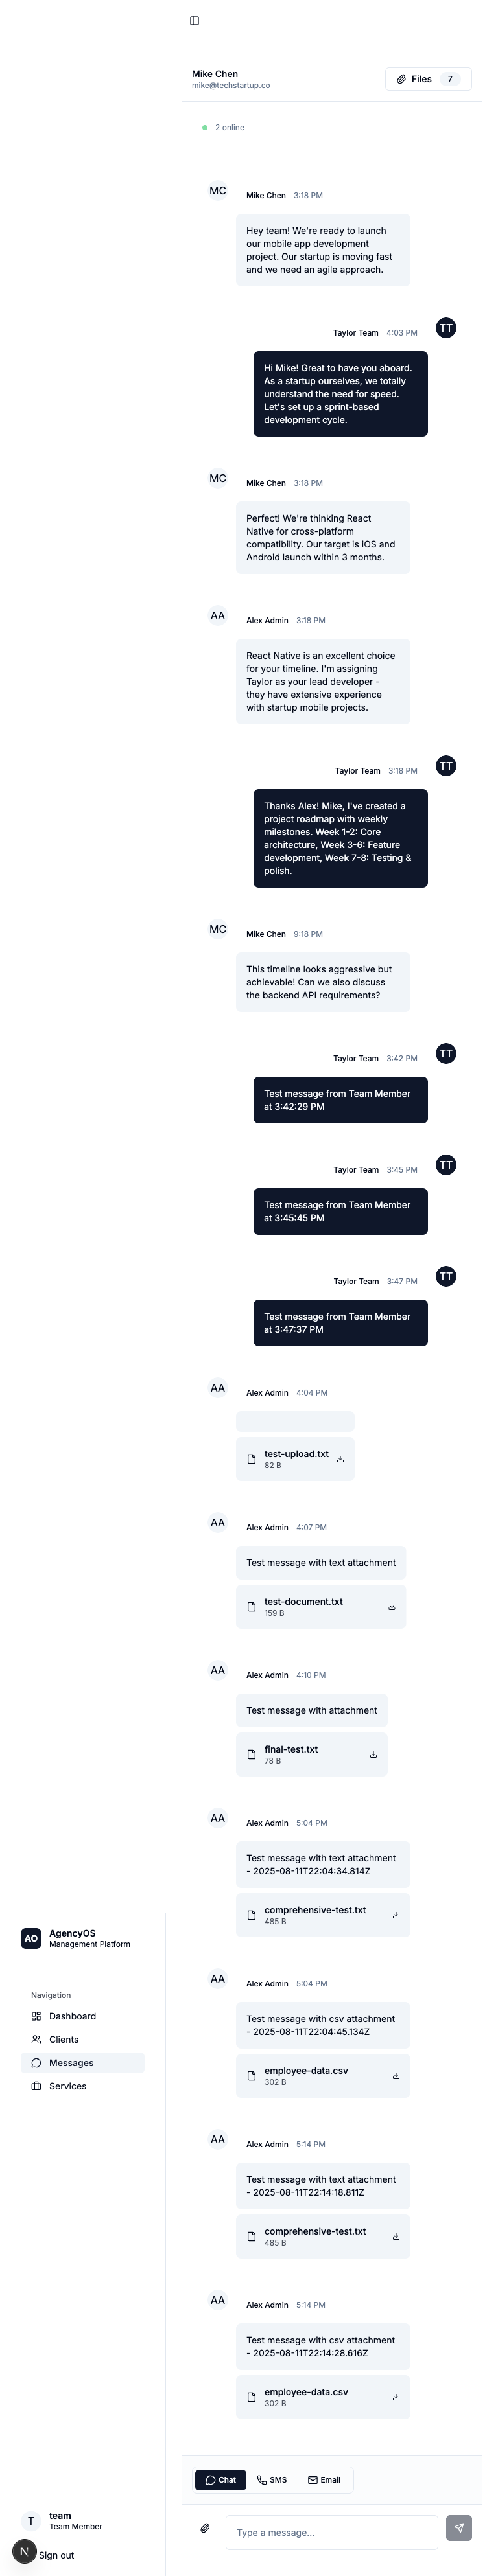 Mike Chen
mike@techstartup.co
Files 7
2 online
MC
Mike Chen 3:18 PM
Hey team! We're ready to launch
our mobile app development
project. Our startup is moving fast
and we need an agile approach.
Taylor Team 4:03 PM
TT
Hi Mike! Great to have you aboard.
As a startup ourselves, we totally
understand the need for speed.
Let's set up a sprint-based
development cycle.
MC
Mike Chen 3:18 PM
Perfect! We're thinking React
Native for cross-platform
compatibility. Our target is iOS and
Android launch within 3 months.
AA
Alex Admin 3:18 PM
React Native is an excellent choice
for your timeline. I'm assigning
Taylor as your lead developer -
they have extensive experience
with startup mobile projects.
Taylor Team 3:18 PM
TT
Thanks Alex! Mike, I've created a
project roadmap with weekly
milestones. Week 1-2: Core
architecture, Week 3-6: Feature
development, Week 7-8: Testing &
polish.
MC
Mike Chen 9:18 PM
This timeline looks aggressive but
achievable! Can we also discuss
the backend API requirements?
Taylor Team 3:42 PM
TT
Test message from Team Member
at 3:42:29 PM
Taylor Team 3:45 PM
TT
Test message from Team Member
at 3:45:45 PM
Taylor Team 3:47 PM
TT
Test message from Team Member
at 3:47:37 PM
AA
Alex Admin 4:04 PM
test-upload.txt
82 B
AA
Alex Admin 4:07 PM
Test message with text attachment
test-document.txt
159 B
AA
Alex Admin 4:10 PM
Test message with attachment
final-test.txt
78 B
AA
Alex Admin 5:04 PM
Test message with text attachment
- 2025-08-11T22:04:34.814Z
comprehensive-test.txt
485 B
AA
Alex Admin 5:04 PM
Test message with csv attachment
- 2025-08-11T22:04:45.134Z
employee-data.csv
302 B
AA
Alex Admin 5:14 PM
Test message with text attachment
- 2025-08-11T22:14:18.811Z
comprehensive-test.txt
485 B
AA
Alex Admin 5:14 PM
Test message with csv attachment
- 2025-08-11T22:14:28.616Z
employee-data.csv
302 B
Chat SMS Email
Type a message...
AO
AgencyOS
Management Platform
Navigation
Dashboard
Clients
Messages
Services
T
team
Team Member
N
Sign out